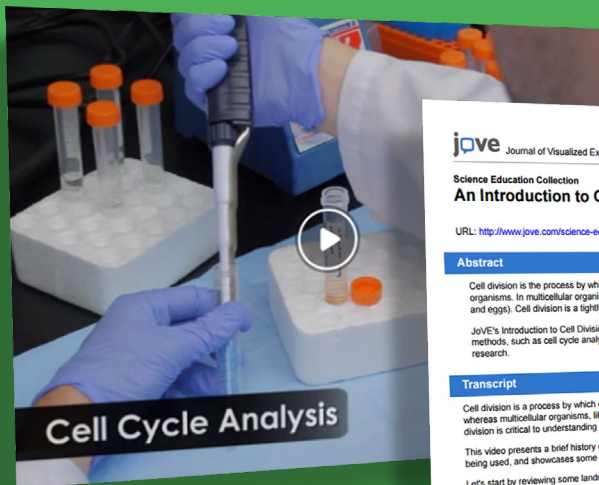 Cell Cycle Analysis
jove Journal of Visualized Ex
Science Education Collection
An Introduction to C
URL: http://www.jove.com/science-e
Abstract
Cell division is the process by wh
organisms. In multicellular organi
and eggs). Cell division is a tightl
JoVE's Introduction to Cell Divisi
methods, such as cell cycle analy
research.
Transcript
Cell division is a process by which
whereas multicellular organisms, li
division is critical to understanding
This video presents a brief history
being used, and showcases some
Let's start by reviewing some landm